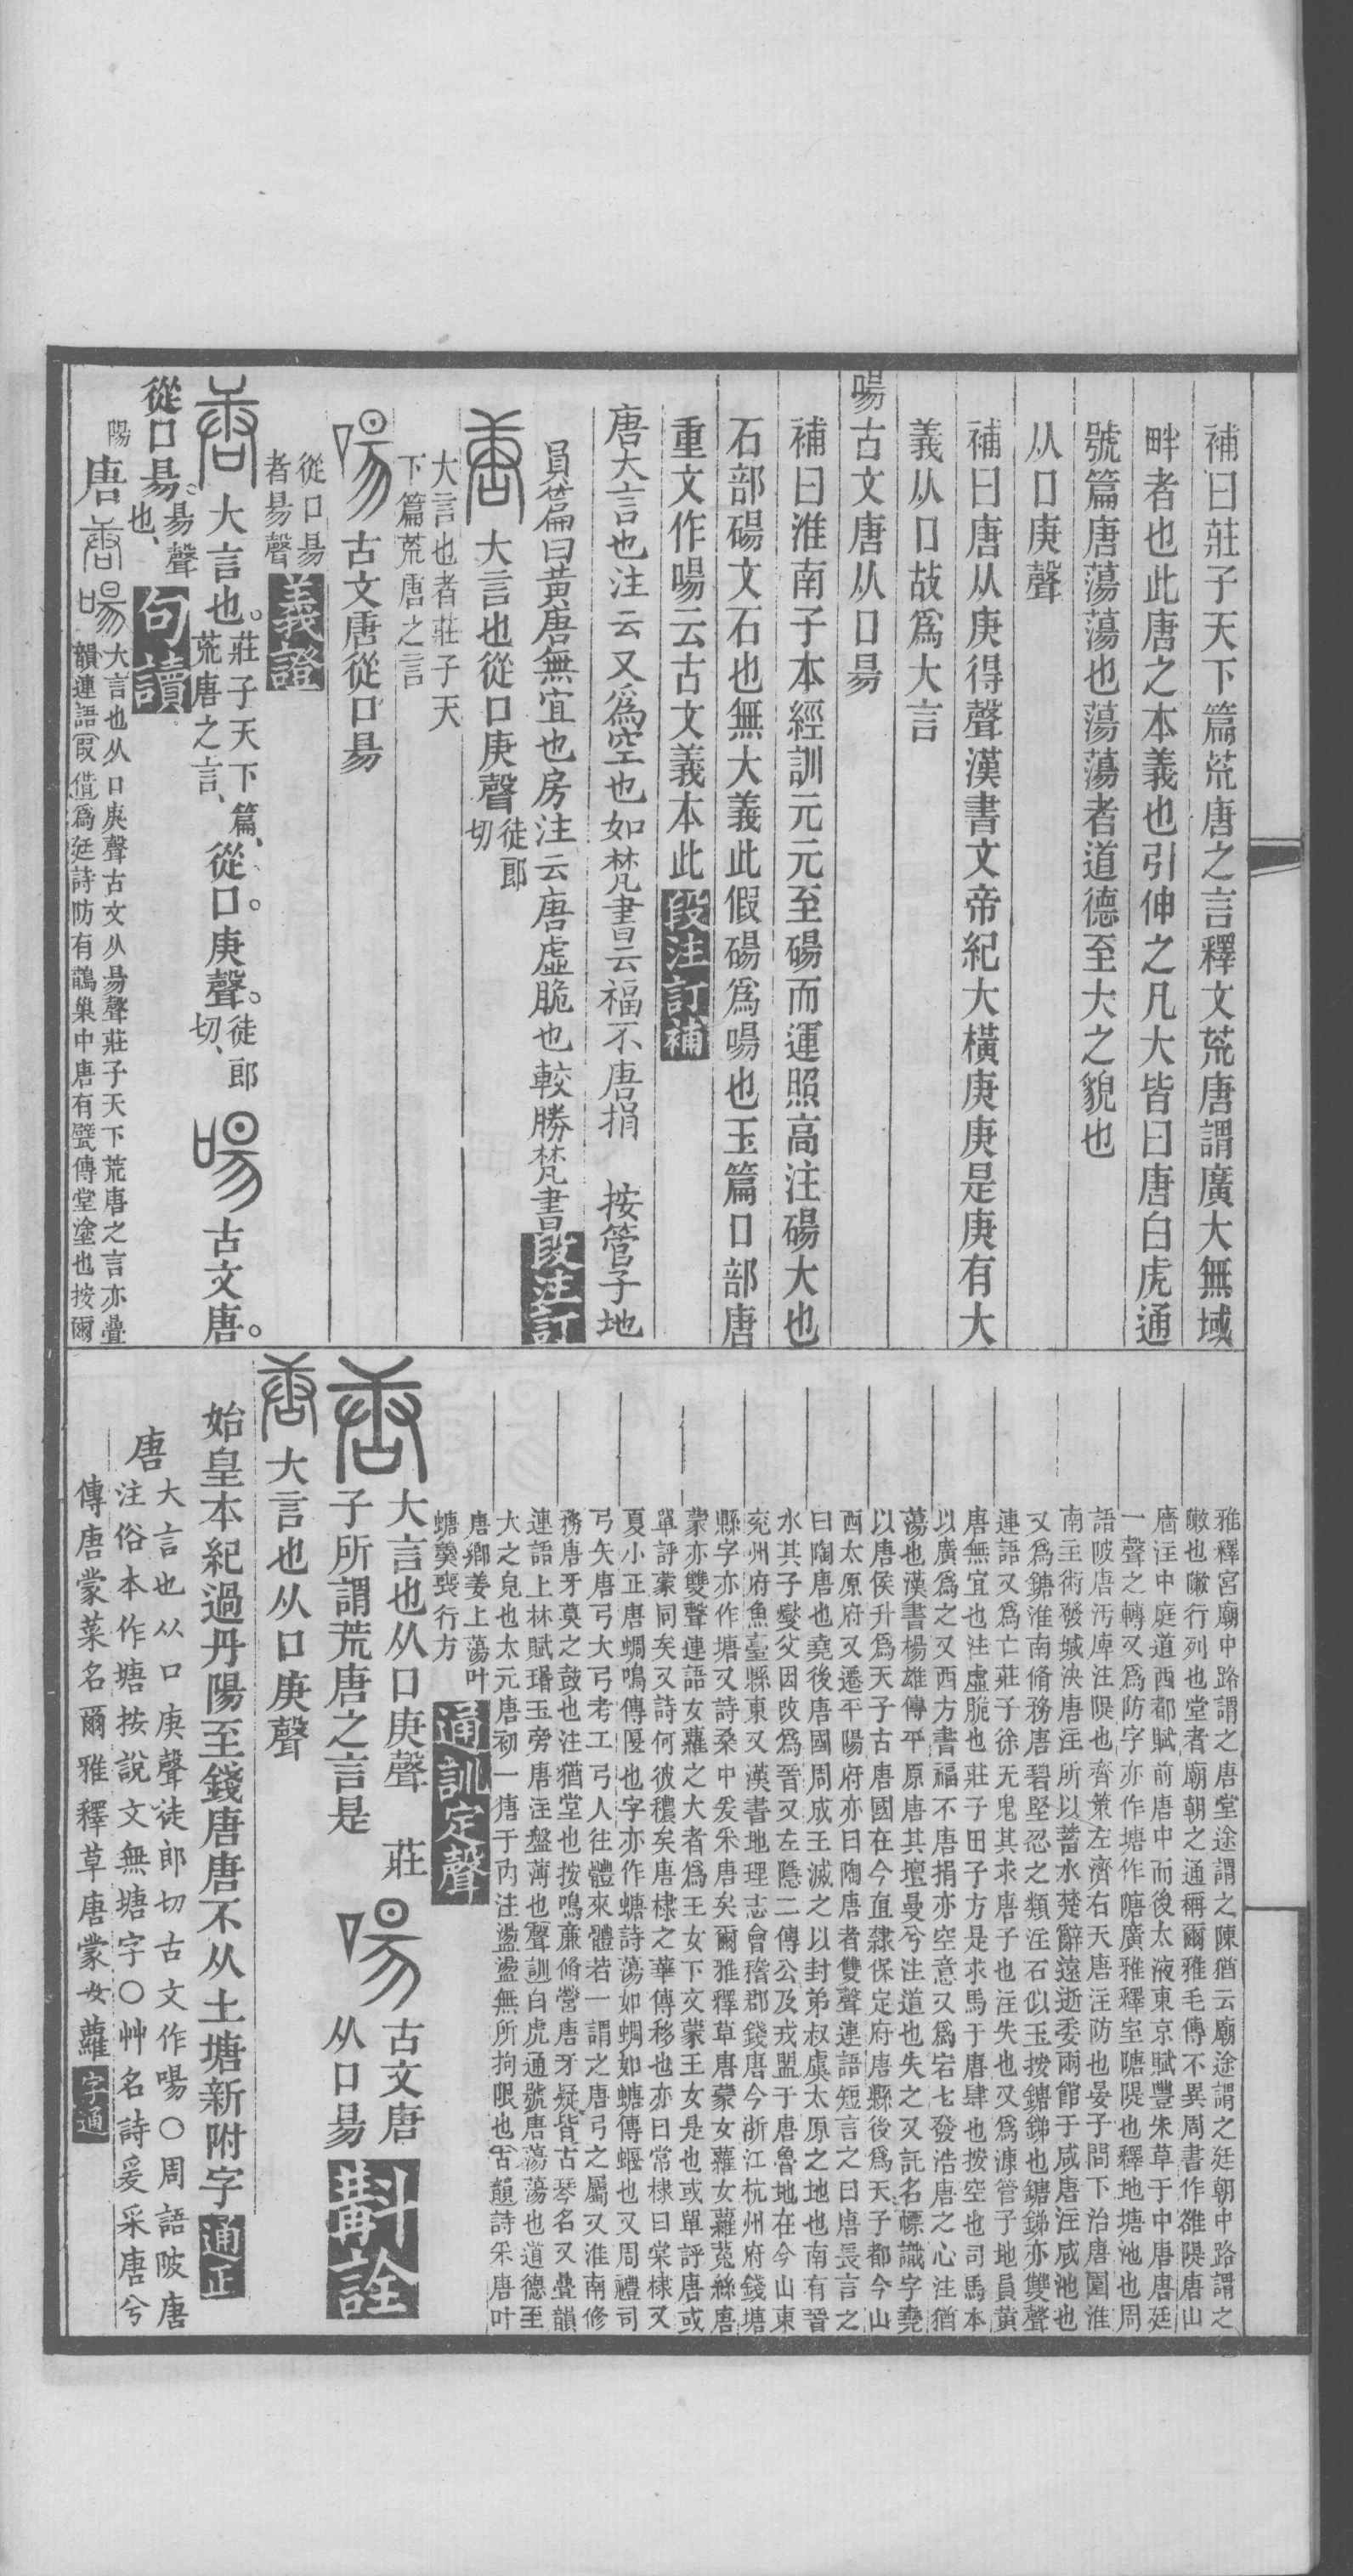 補曰莊子天下篇荒唐之言釋文荒唐謂廣大無域
畔者也此唐之本義也引伸之凡大皆曰唐白虎通
號篇唐蕩蕩也蕩蕩者道德至大之貌也
从口庚聲
補曰唐从庚得聲漢書文帝紀大橫庚庚是庚有大
義从口故爲大言
啺古文唐从口昜
補曰淮南子本經訓元元至碭而運照高注碭大也
石部碭文石也無大義此假碭爲啺也玉篇口部唐
重文作啺云古文義本此段注訂補
唐大言也注云又爲空也如梵書云福不唐捐 按管子地
員篇曰黃唐無宜也房注云唐虛脆也較勝梵書段注訂
唐大言也從口庚聲徒郎切
大言也者莊子天
下篇荒唐之言
啺古文唐從口昜
從口昜
者昜聲義證
唐大言也。莊子天下篇、荒唐之言、從口。庚聲。徒郎切、啺古文唐。
從口昜。昜聲也、句讀
陽唐唐啺大言也从口庚聲古文从昜聲莊子天下荒唐之言亦疊
韻連語叚借爲廷詩防有鵲巢中唐有甓傳堂塗也按爾
雅釋宮廟中路謂之唐堂途謂之陳猶云廟途謂之廷朝中路謂之
敶也敶行列也堂者廟朝之通稱爾雅毛傳不異周書作雒隄唐山
廧注中庭道西都賦前唐中而後太液東京賦豐朱草于中唐唐廷
一聲之轉又爲防字亦作塘作隚廣雅釋室隚隄也釋地塘池也周
語陂唐汚庳注隄也齊策左濟右天唐注防也晏子問下治唐圍淮
南主術發堿決唐注所以蓄水楚辭遠逝委兩館于咸唐注咸池也
又爲鎕淮南脩務唐碧堅忍之類注石似玉按鎕銻也鎕銻亦雙聲
連語又爲亡莊子徐无鬼其求唐子也注失也又爲漮管子地員黃
唐無宜也注虛脆也莊子田子方是求馬于唐肆也按空也司馬本
以廣爲之又西方書福不唐捐亦空意又爲宕七發浩唐之心注猶
蕩也漢書楊雄傳平原唐其壇曼兮注道也失之又託名幖識字堯
以唐侯升爲天子古唐國在今直隸保定府唐縣後爲天子都今山
西太原府又遷平陽府亦曰陶唐者雙聲連語短言之曰唐長言之
曰陶唐也堯後唐國周成王滅之以封弟叔虞太原之地也南有晉
水其子燮父因改爲晉又左隱二傳公及戎盟于唐魯地在今山東
兖州府魚臺縣東又漢書地理志會稽郡錢唐今浙江杭州府錢塘
縣字亦作塘又詩桑中爰采唐矣爾雅釋草唐蒙女蘿女蘿菟絲唐
蒙亦雙聲連語女蘿之大者爲王女下文蒙王女是也或單評唐或
單評蒙同矣又詩何彼穠矣唐棣之華傳移也亦曰常棣曰棠棣又
夏小正唐蜩鳴傳匽也字亦作螗詩蕩如蜩如螗傳蝘也又周禮司
弓矢唐弓大弓考工弓人往體來體若一謂之唐弓之屬又淮南修
務唐牙莫之鼓也注猶堂也按鳴廉脩營唐牙疑皆古琴名又疊韻
連語上林賦瑉玉旁唐注盤薄也聲訓白虎通號唐蕩蕩也道德至
大之皃也太元唐初一唐于內注盪盪無所拘限也古韻詩采唐叶
唐鄉姜上蕩叶
螗羹喪行方通訓定聲
唐大言也从口庚聲 莊
子所謂荒唐之言是啺古文唐
从口昜斠詮
唐大言也从口庚聲
始皇本紀過丹陽至錢唐唐不从土塘新附字通正
唐大言也从口庚聲徒郎切古文作啺○周語陂唐
注俗本作塘按說文無塘字○艸名詩爰采唐兮
傳唐蒙菜名爾雅釋草唐蒙女蘿字通